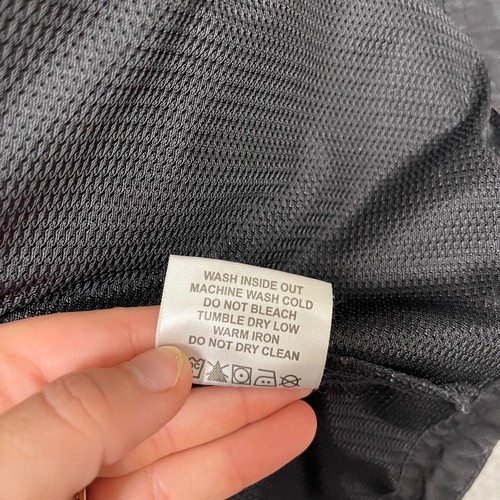 WASH INSIDE OUT
MACHINE WASH COLD
DO NOT BLEACH
TUMBLE DRY LOW
WARM IRON
DO NOT DRY CLEAN